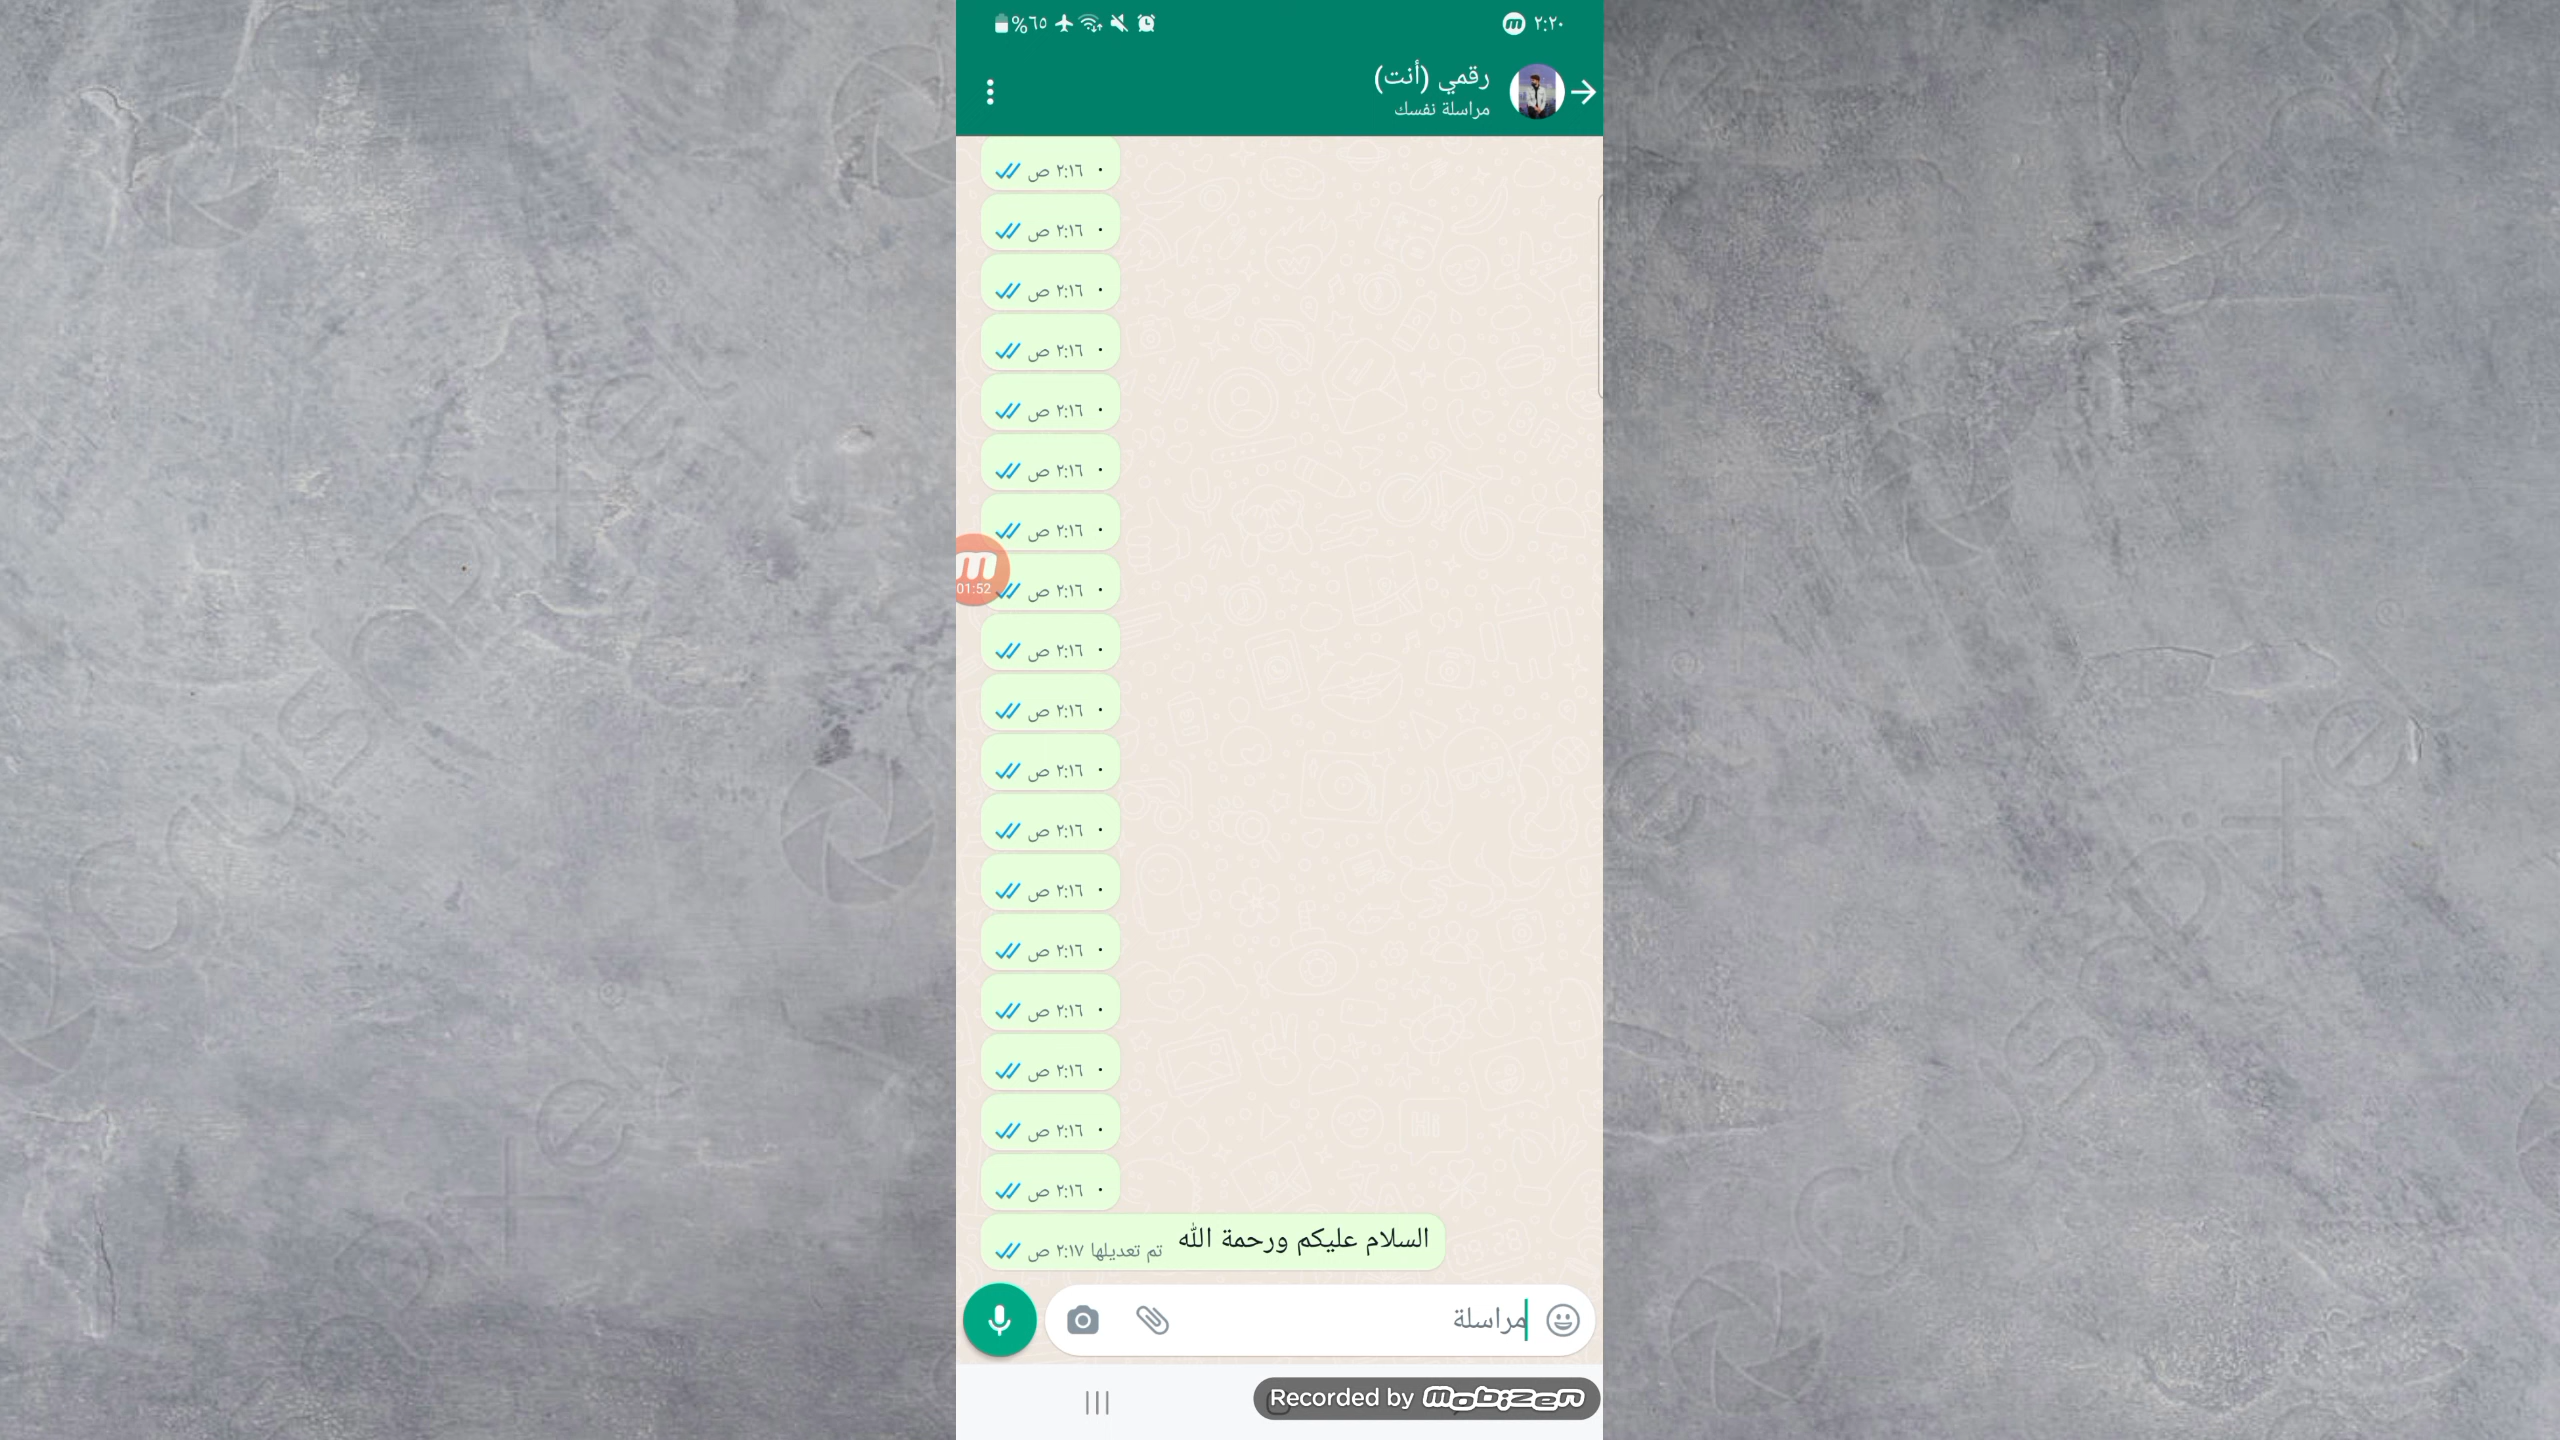 ٢:٢٠
٪٦٥
رقمي (أنت)
مراسلة نفسك
. ٢:١٦ ص
. ٢:١٦ ص
. ٢:١٦ ص
. ٢:١٦ ص
. ٢:١٦ ص
. ٢:١٦ ص
. ٢:١٦ ص
. ٢:١٦ ص
01:52
. ٢:١٦ ص
. ٢:١٦ ص
. ٢:١٦ ص
. ٢:١٦ ص
. ٢:١٦ ص
. ٢:١٦ ص
. ٢:١٦ ص
. ٢:١٦ ص
. ٢:١٦ ص
. ٢:١٦ ص
السلام عليكم ورحمة الله
تم تعديلها ٢:١٧ ص
مراسلة
Recorded by mobizen